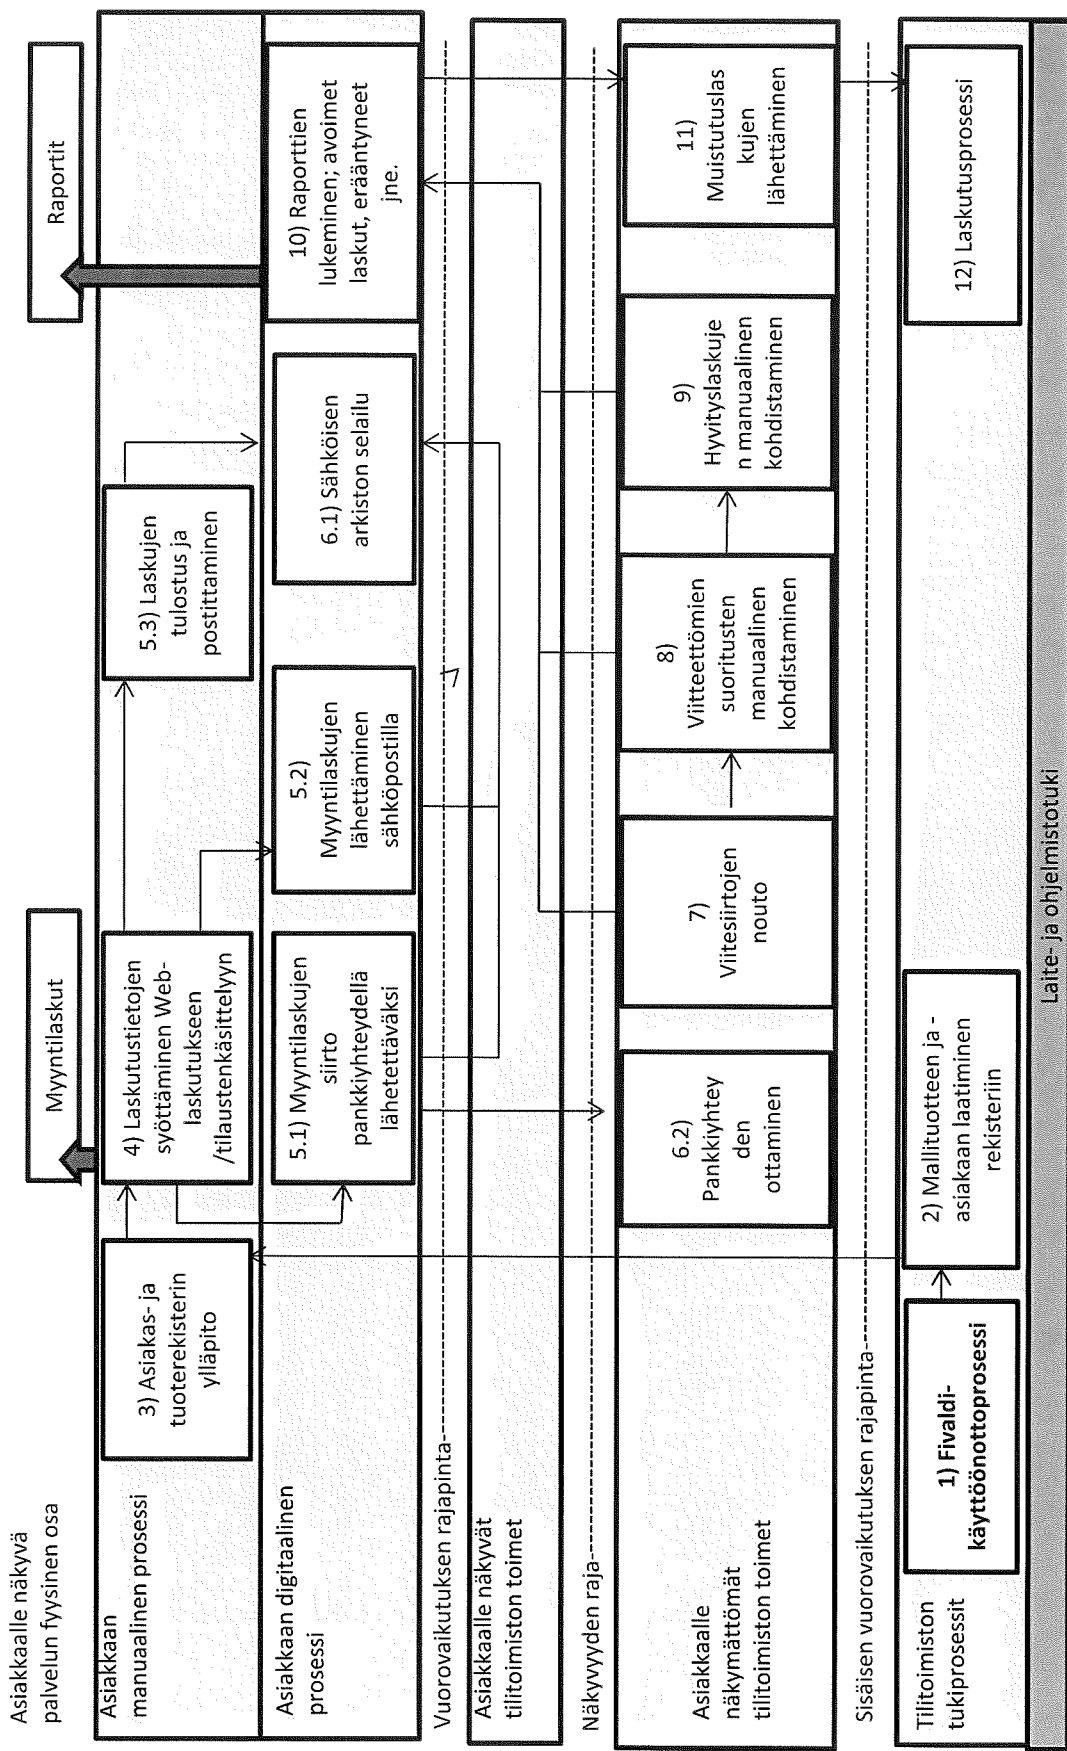 Asiakkaalle näkyvä
palvelun fyysinen osa
Myyntilaskut
Raportit
Asiakkaan
manuaalinen prosessi
3) Asiakas- ja
tuoterekisterin
ylläpito
4) Laskutustietojen
syöttäminen Web-
laskutukseen
/tilaustenkäsittelyyn
5.3) Laskujen
tulostus ja
postittaminen
Asiakkaan digitaalinen
prosessi
5.1) Myyntilaskujen
siirto
pankkiyhteydellä
lähetettäväksi
5.2)
Myyntilaskujen
lähettäminen
sähköpostilla
6.1) Sähköisen
arkiston selailu
10) Raporttien
lukeminen; avoimet
laskut, erääntyneet
jne.
Vuorovaikutuksen rajapinta
Asiakkaalle näkyvät
tilitoimiston toimet
Näkyvyyden raja
Asiakkaalle
näkymättömät
tilitoimiston toimet
6.2)
Pankkiyhtey
den
ottaminen
7)
Viitesiirtojen
nouto
8)
Viitteettömien
suoritusten
manuaalinen
kohdistaminen
9)
Hyvityslaskuje
n manuaalinen
kohdistaminen
11)
Muistutuslas
kujen
lähettäminen
Sisäisen vuorovaikutuksen rajapinta
Tilitoimiston
tukiprosessit
1) Fivaldi-
käyttöönottoprosessi
2) Mallituotteen ja -
asiakaan laatiminen
rekisteriin
12) Laskutusprosessi
Laite- ja ohjelmistotuki